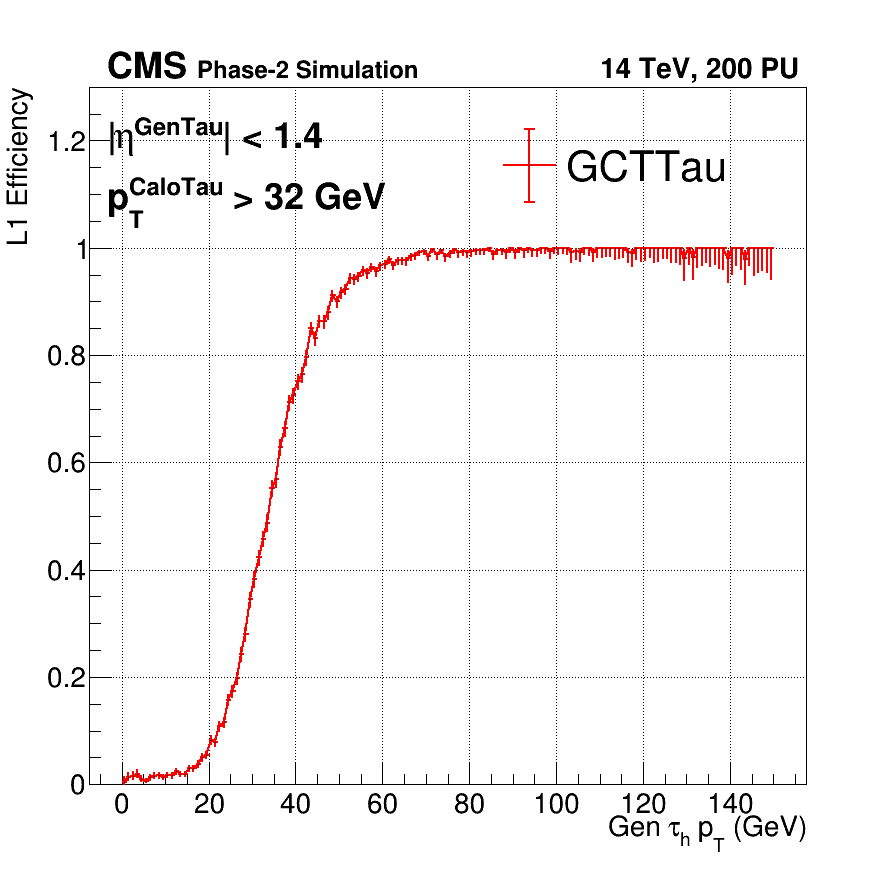 CMS Phase-2 Simulation 14 TeV, 200 PU
L1 Efficiency
|η^GenTau| < 1.4
p_T^CaloTau > 32 GeV
GCTTau
1.2
1
0.8
0.6
0.4
0.2
0
0 20 40 60 80 100 120 140
Gen τ_h p_T (GeV)